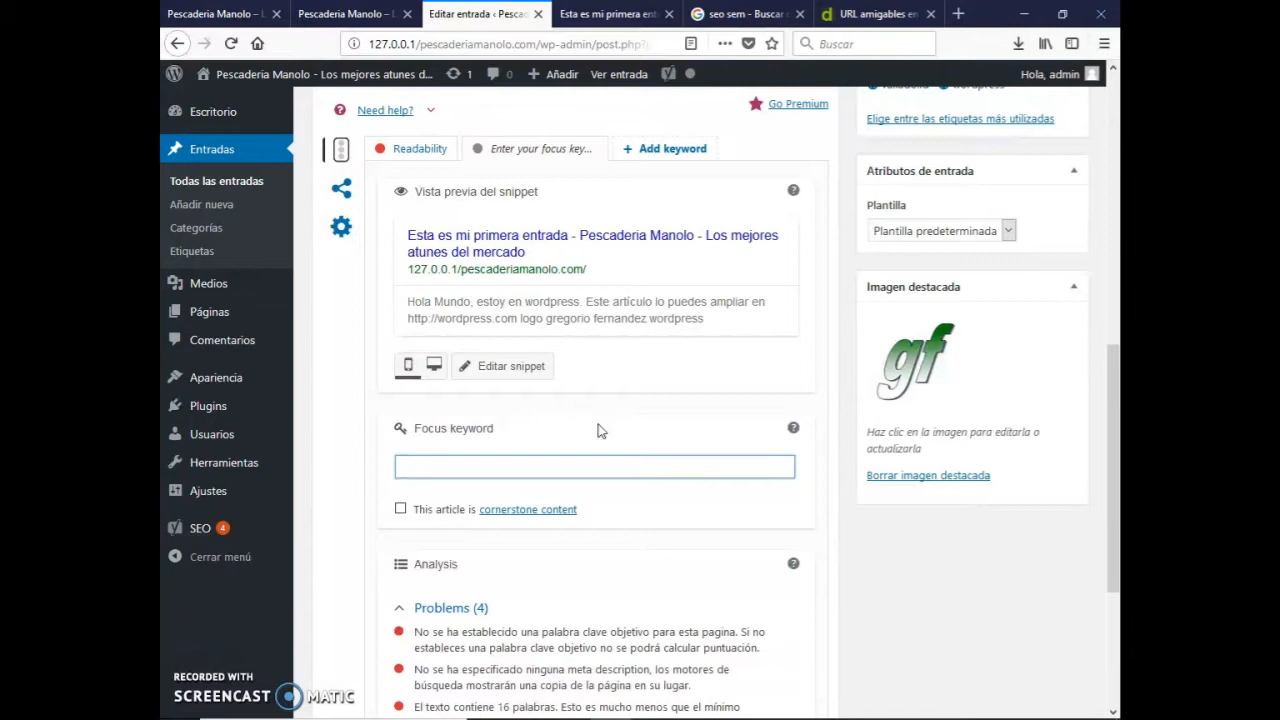 Pescaderia Manolo – L
Pescaderia Manolo – L
Editar entrada ‹ Pesca
Esta es mi primera ent
seo sem - Buscar
URL amigables en
127.0.0.1/pescaderiamanolo.com/wp-admin/post.php?
Buscar
Pescaderia Manolo - Los mejores atunes d...
1
0
Añadir
Ver entrada
Hola, admin
Escritorio
Entradas
Todas las entradas
Añadir nueva
Categorías
Etiquetas
Medios
Páginas
Comentarios
Apariencia
Plugins
Usuarios
Herramientas
Ajustes
SEO 4
Cerrar menú
Need help?
Go Premium
Readability
Enter your focus key...
+ Add keyword
Vista previa del snippet
Esta es mi primera entrada - Pescaderia Manolo - Los mejores
atunes del mercado
127.0.0.1/pescaderiamanolo.com/
Hola Mundo, estoy en wordpress. Este artículo lo puedes ampliar en
http://wordpress.com logo gregorio fernandez wordpress
Editar snippet
Focus keyword
This article is cornerstone content
Analysis
Problems (4)
No se ha establecido una palabra clave objetivo para esta pagina. Si no
estableces una palabra clave objetivo no se podrá calcular puntuación.
No se ha especificado ninguna meta description, los motores de
búsqueda mostrarán una copia de la página en su lugar.
El texto contiene 16 palabras. Esto es mucho menos que el mínimo
valladolid wordpress
Elige entre las etiquetas más utilizadas
Atributos de entrada
Plantilla
Plantilla predeterminada
Imagen destacada
gf
Haz clic en la imagen para editarla o
actualizarla
Borrar imagen destacada
RECORDED WITH
SCREENCAST MATIC